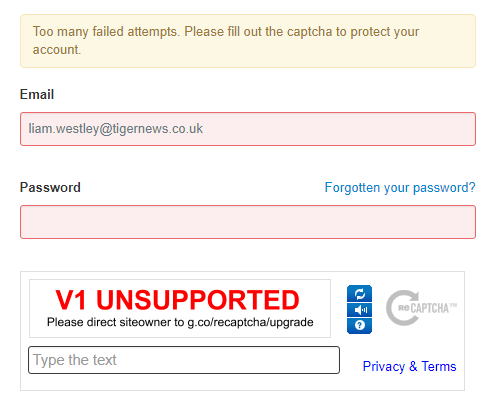 Too many failed attempts. Please fill out the captcha to protect your
account.
Email
liam.westley@tigernews.co.uk
Password Forgotten your password?
V1 UNSUPPORTED
Please direct siteowner to g.co/recaptcha/upgrade
?
reCAPTCHA™
Type the text
Privacy & Terms